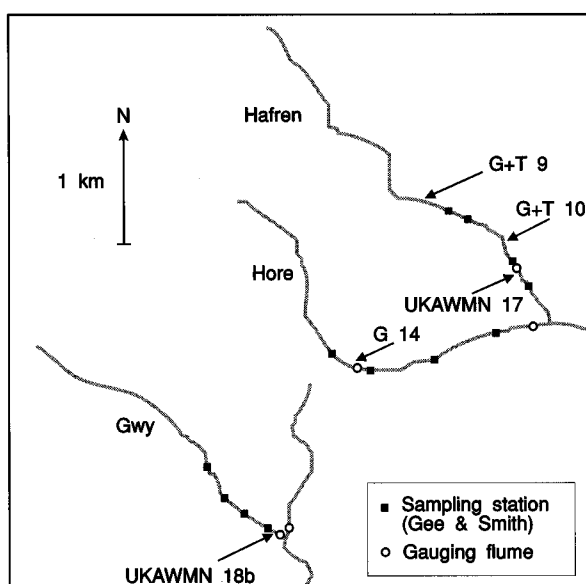 Hafren
N
G+T 9
1 km
G+T 10
Hore
UKAWMN 17
G 14
Gwy
Sampling station
(Gee & Smith)
Gauging flume
UKAWMN 18b